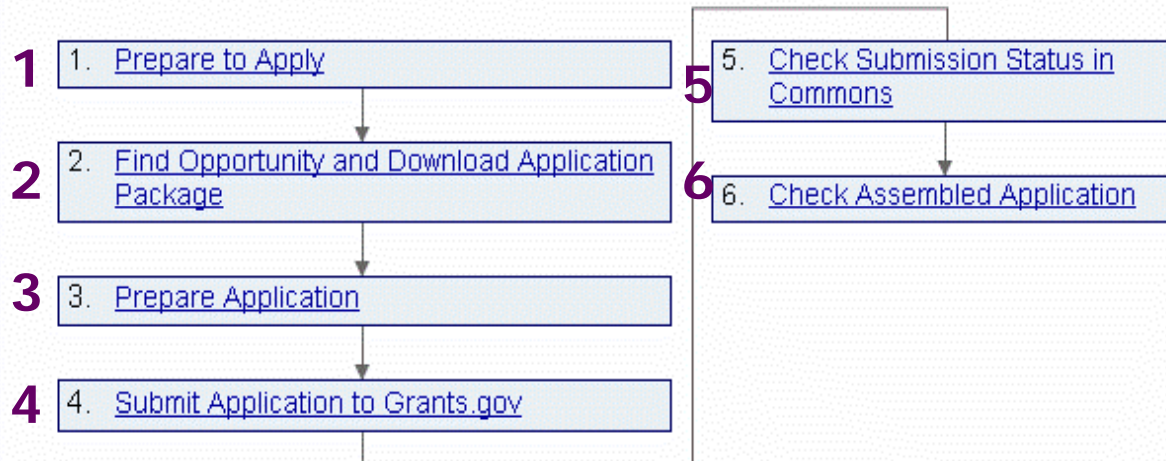 1 1. Prepare to Apply
2 2. Find Opportunity and Download Application
Package
3 3. Prepare Application
4 4. Submit Application to Grants.gov
5 5. Check Submission Status in
Commons
6 6. Check Assembled Application